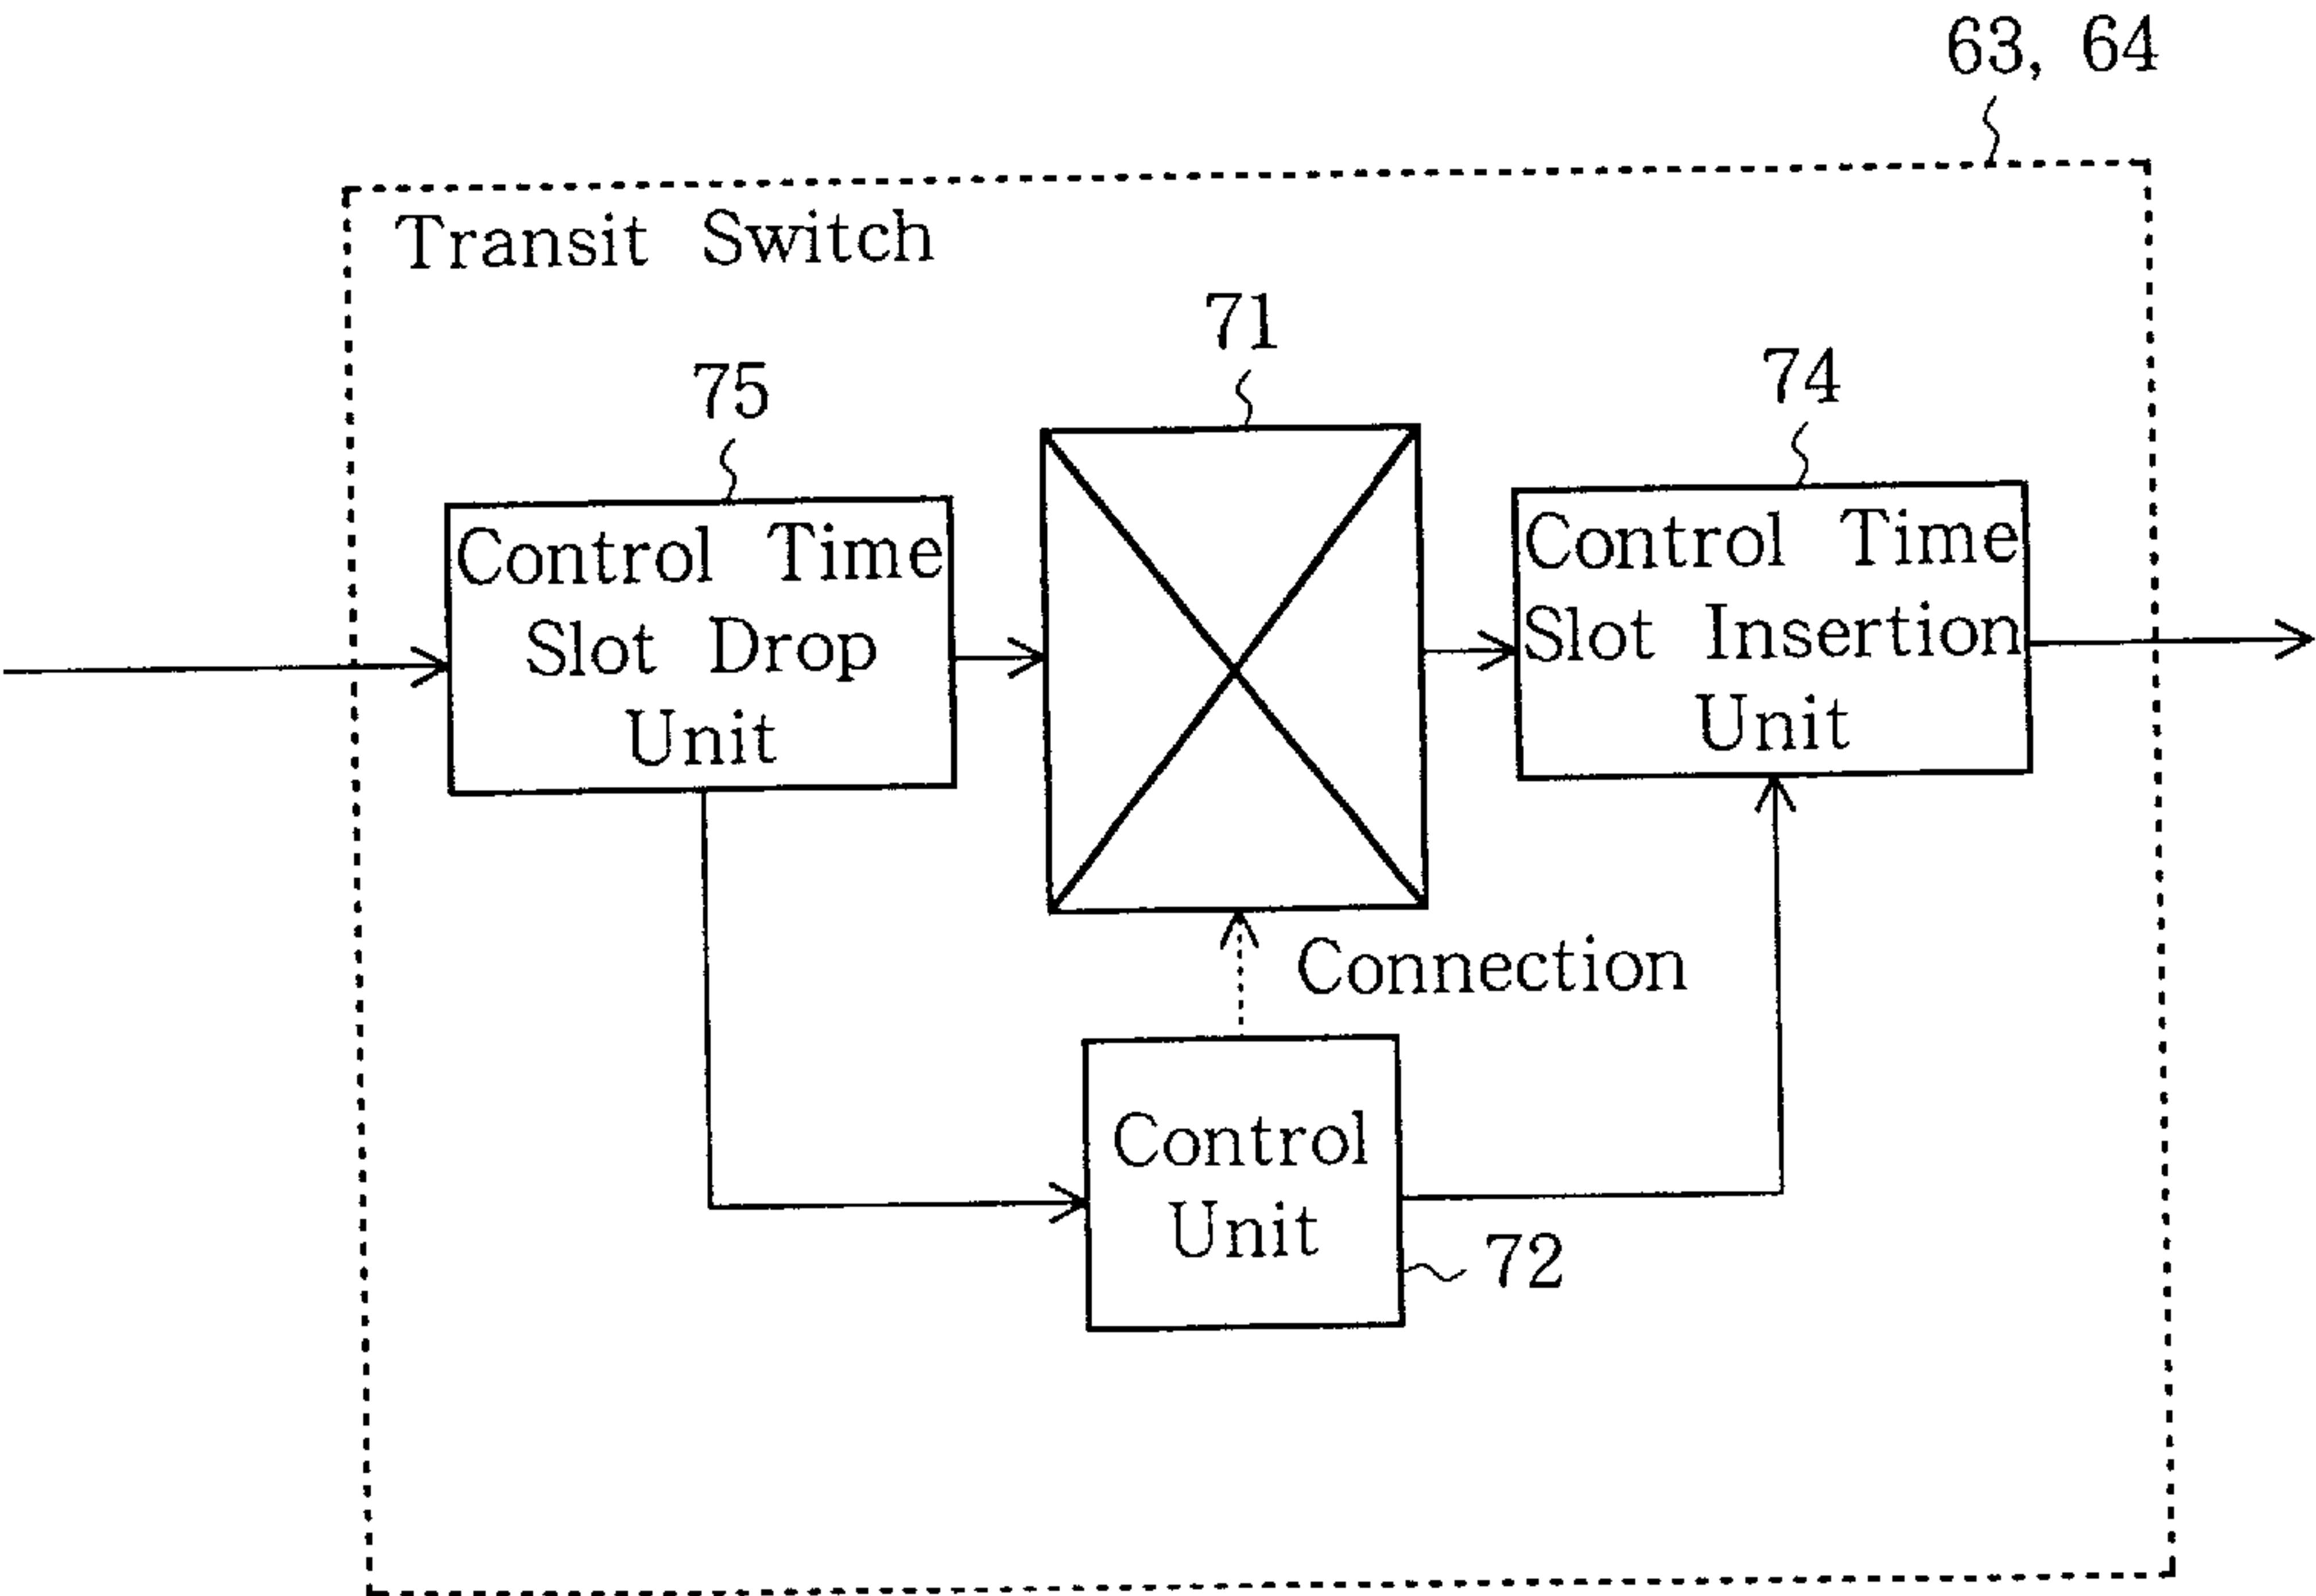 63, 64
Transit Switch
71
75
74
Control Time
Slot Drop
Unit
Control Time
Slot Insertion
Unit
Connection
Control
Unit
72